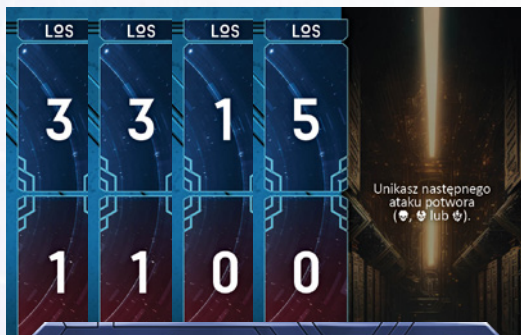 LOS LOS LOS LOS
3 3 1 5
Unikasz następnego
ataku potwora
(, lub ).
1 1 0 0